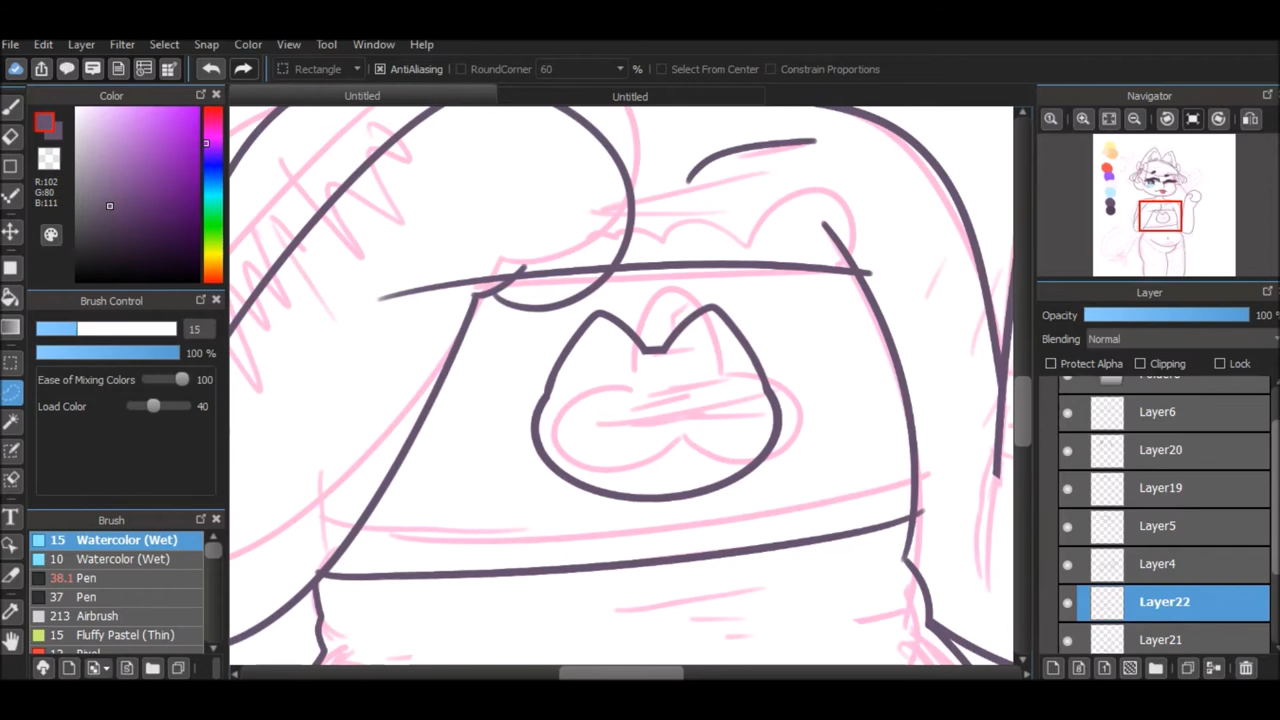 File Edit Layer Filter Select Snap Color View Tool Window Help
Rectangle AntiAliasing RoundCorner 60 % Select From Center Constrain Proportions
Color Untitled Untitled Navigator
R:102
G:80
B:111
Brush Control
15
100 %
Ease of Mixing Colors 100
Load Color 40
Brush
15 Watercolor (Wet)
10 Watercolor (Wet)
38.1 Pen
37 Pen
213 Airbrush
15 Fluffy Pastel (Thin)
Layer
Opacity 100 %
Blending Normal
Protect Alpha Clipping Lock
Layer6
Layer20
Layer19
Layer5
Layer4
Layer22
Layer21